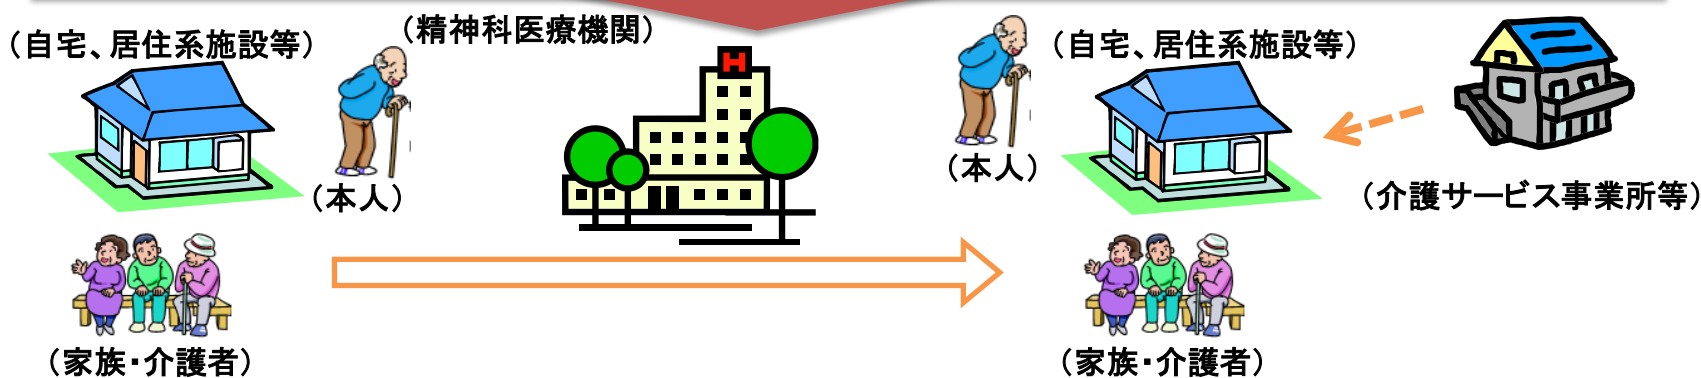 （精神科医療機関）
（自宅、居住系施設等）
（本人）
（家族・介護者）
H
（自宅、居住系施設等）
（本人）
（介護サービス事業所等）
（家族・介護者）